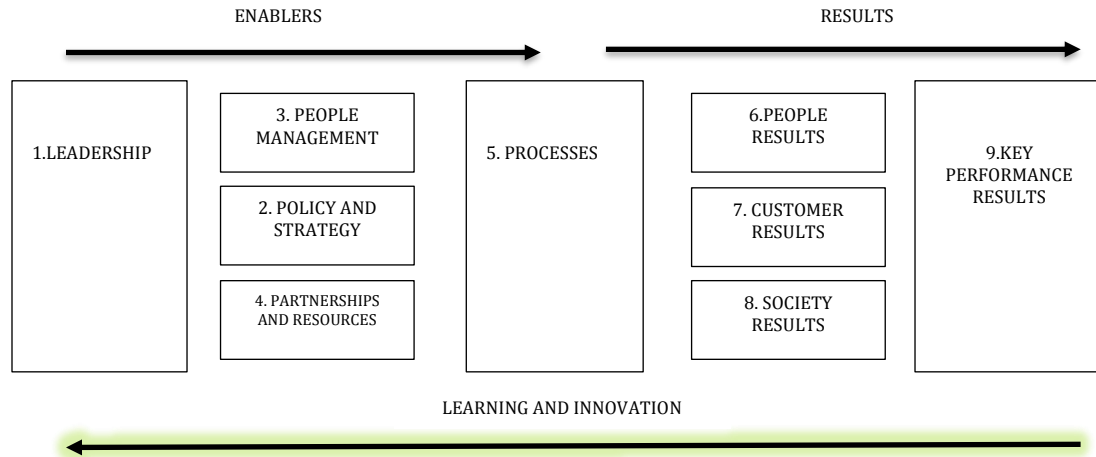 ENABLERS
RESULTS
1.LEADERSHIP
3. PEOPLE
MANAGEMENT
2. POLICY AND
STRATEGY
4. PARTNERSHIPS
AND RESOURCES
5. PROCESSES
6.PEOPLE
RESULTS
7. CUSTOMER
RESULTS
8. SOCIETY
RESULTS
9.KEY
PERFORMANCE
RESULTS
LEARNING AND INNOVATION